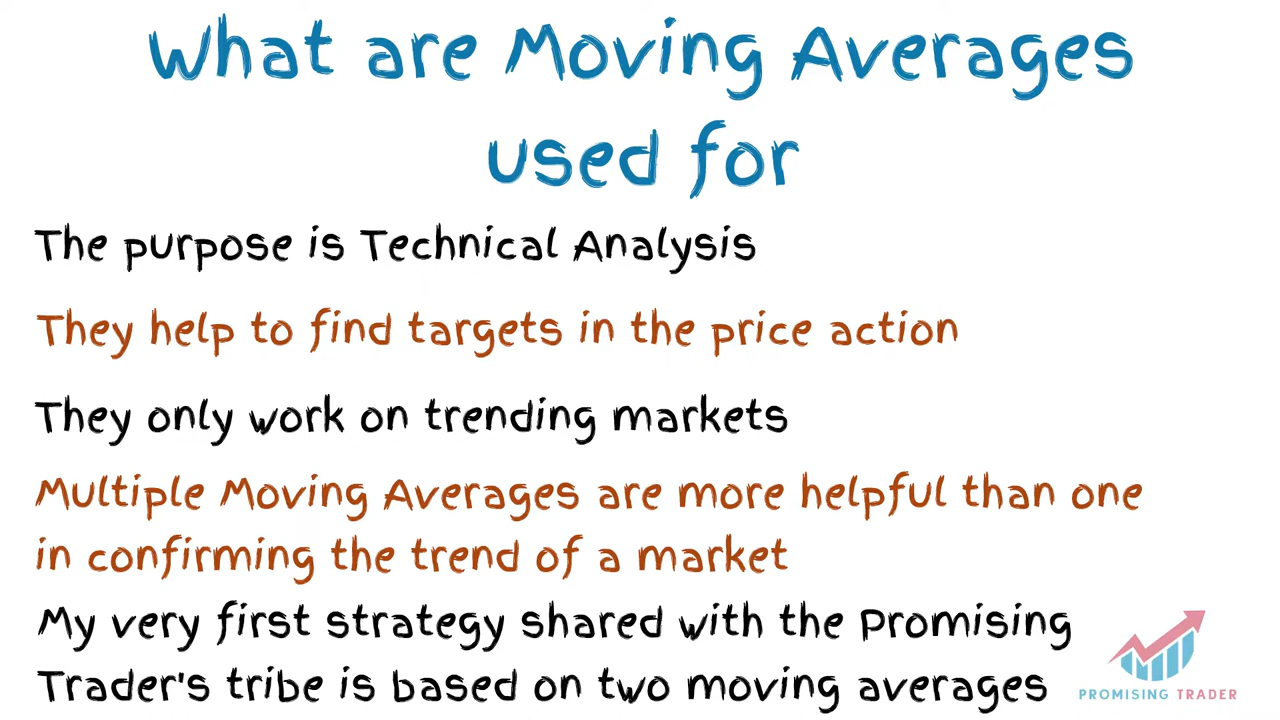 What are Moving Averages
used for
The purpose is Technical Analysis
They help to find targets in the price action
They only work on trending markets
Multiple Moving Averages are more helpful than one
in confirming the trend of a market
My very first strategy shared with the Promising
Trader's tribe is based on two moving averages
PROMISING TRADER